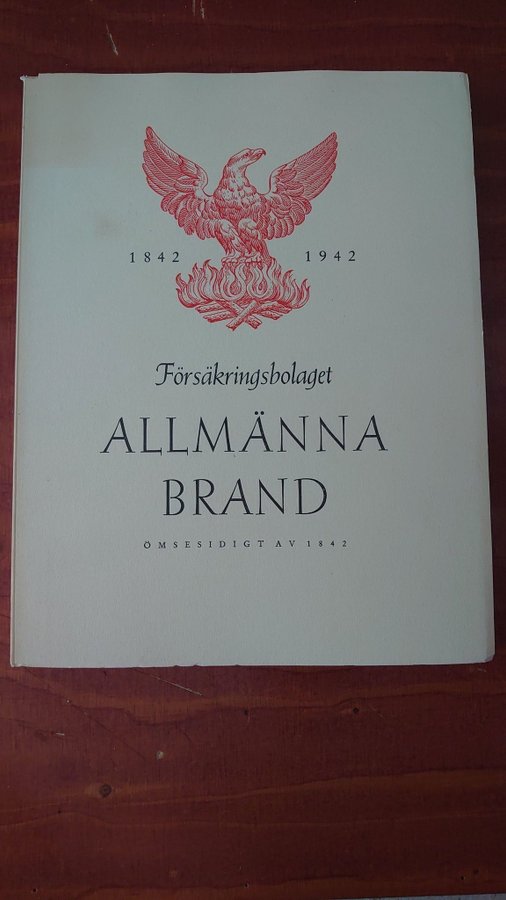 1842 1942
Försäkringsbolaget
ALLMÄNNA
BRAND
ÖMSESIDIGT AV 1842